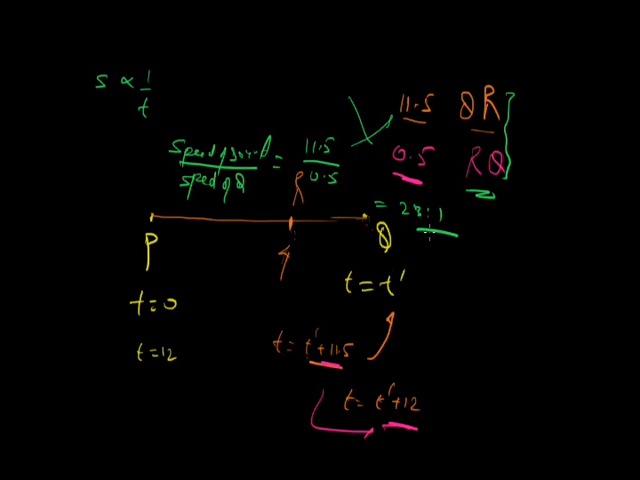 s ∝ 1/t
11.5 QR
0.5 RQ
speed of sound / speed of Q = 11.5 / 0.5
= 23:1
R
P
Q
t = t'
t = 0
t = t' + 11.5
t = 12
t = t' + 12